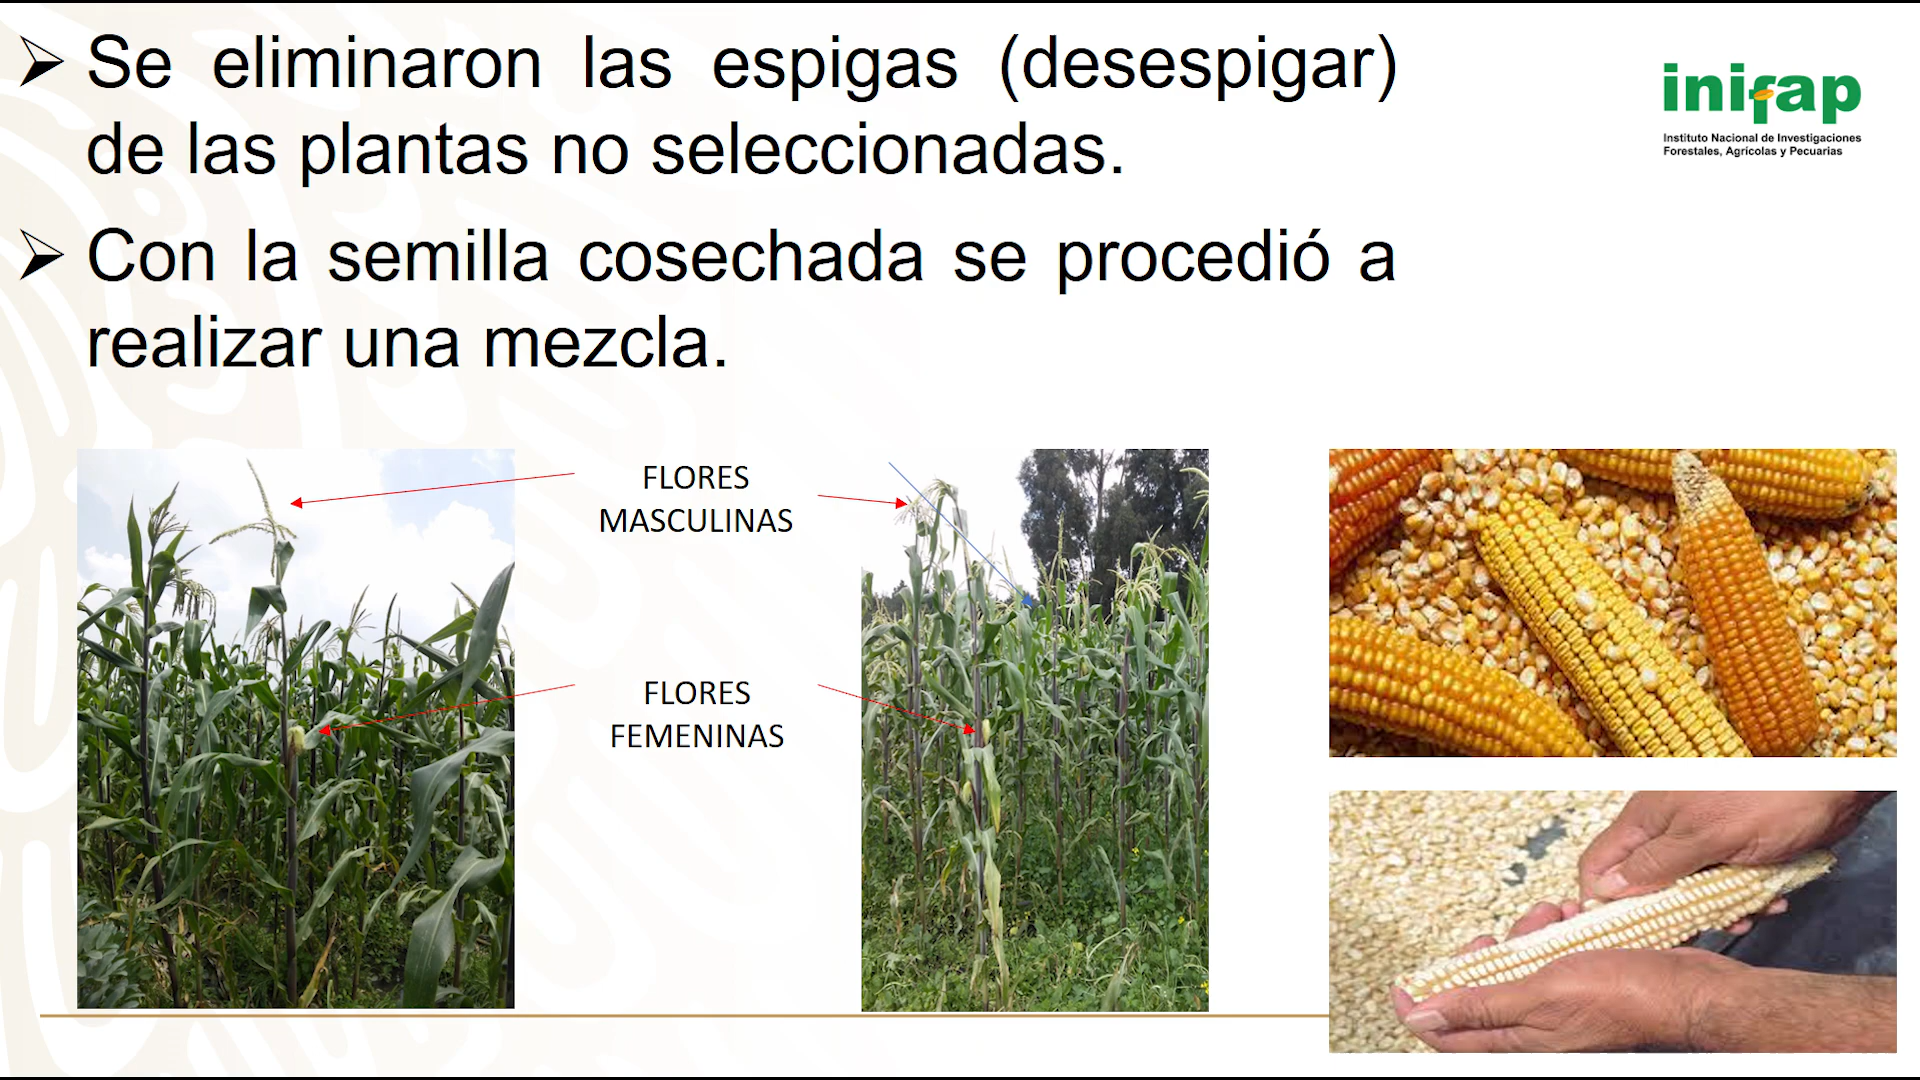 Se eliminaron las espigas (desespigar)
de las plantas no seleccionadas.
Con la semilla cosechada se procedió a
realizar una mezcla.
inifap
Instituto Nacional de Investigaciones
Forestales, Agrícolas y Pecuarias
FLORES
MASCULINAS
FLORES
FEMENINAS